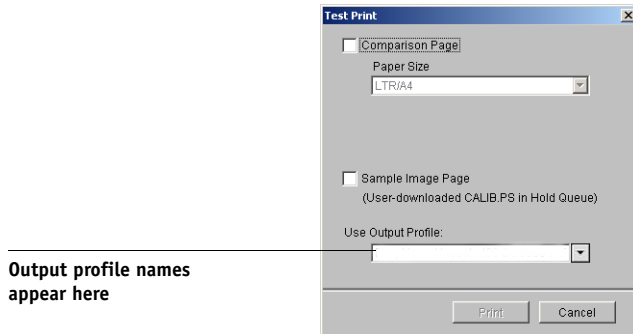 Test Print
Comparison Page
Paper Size
LTR/A4
Sample Image Page
(User-downloaded CALIB.PS in Hold Queue)
Use Output Profile:
Output profile names
appear here
Print
Cancel